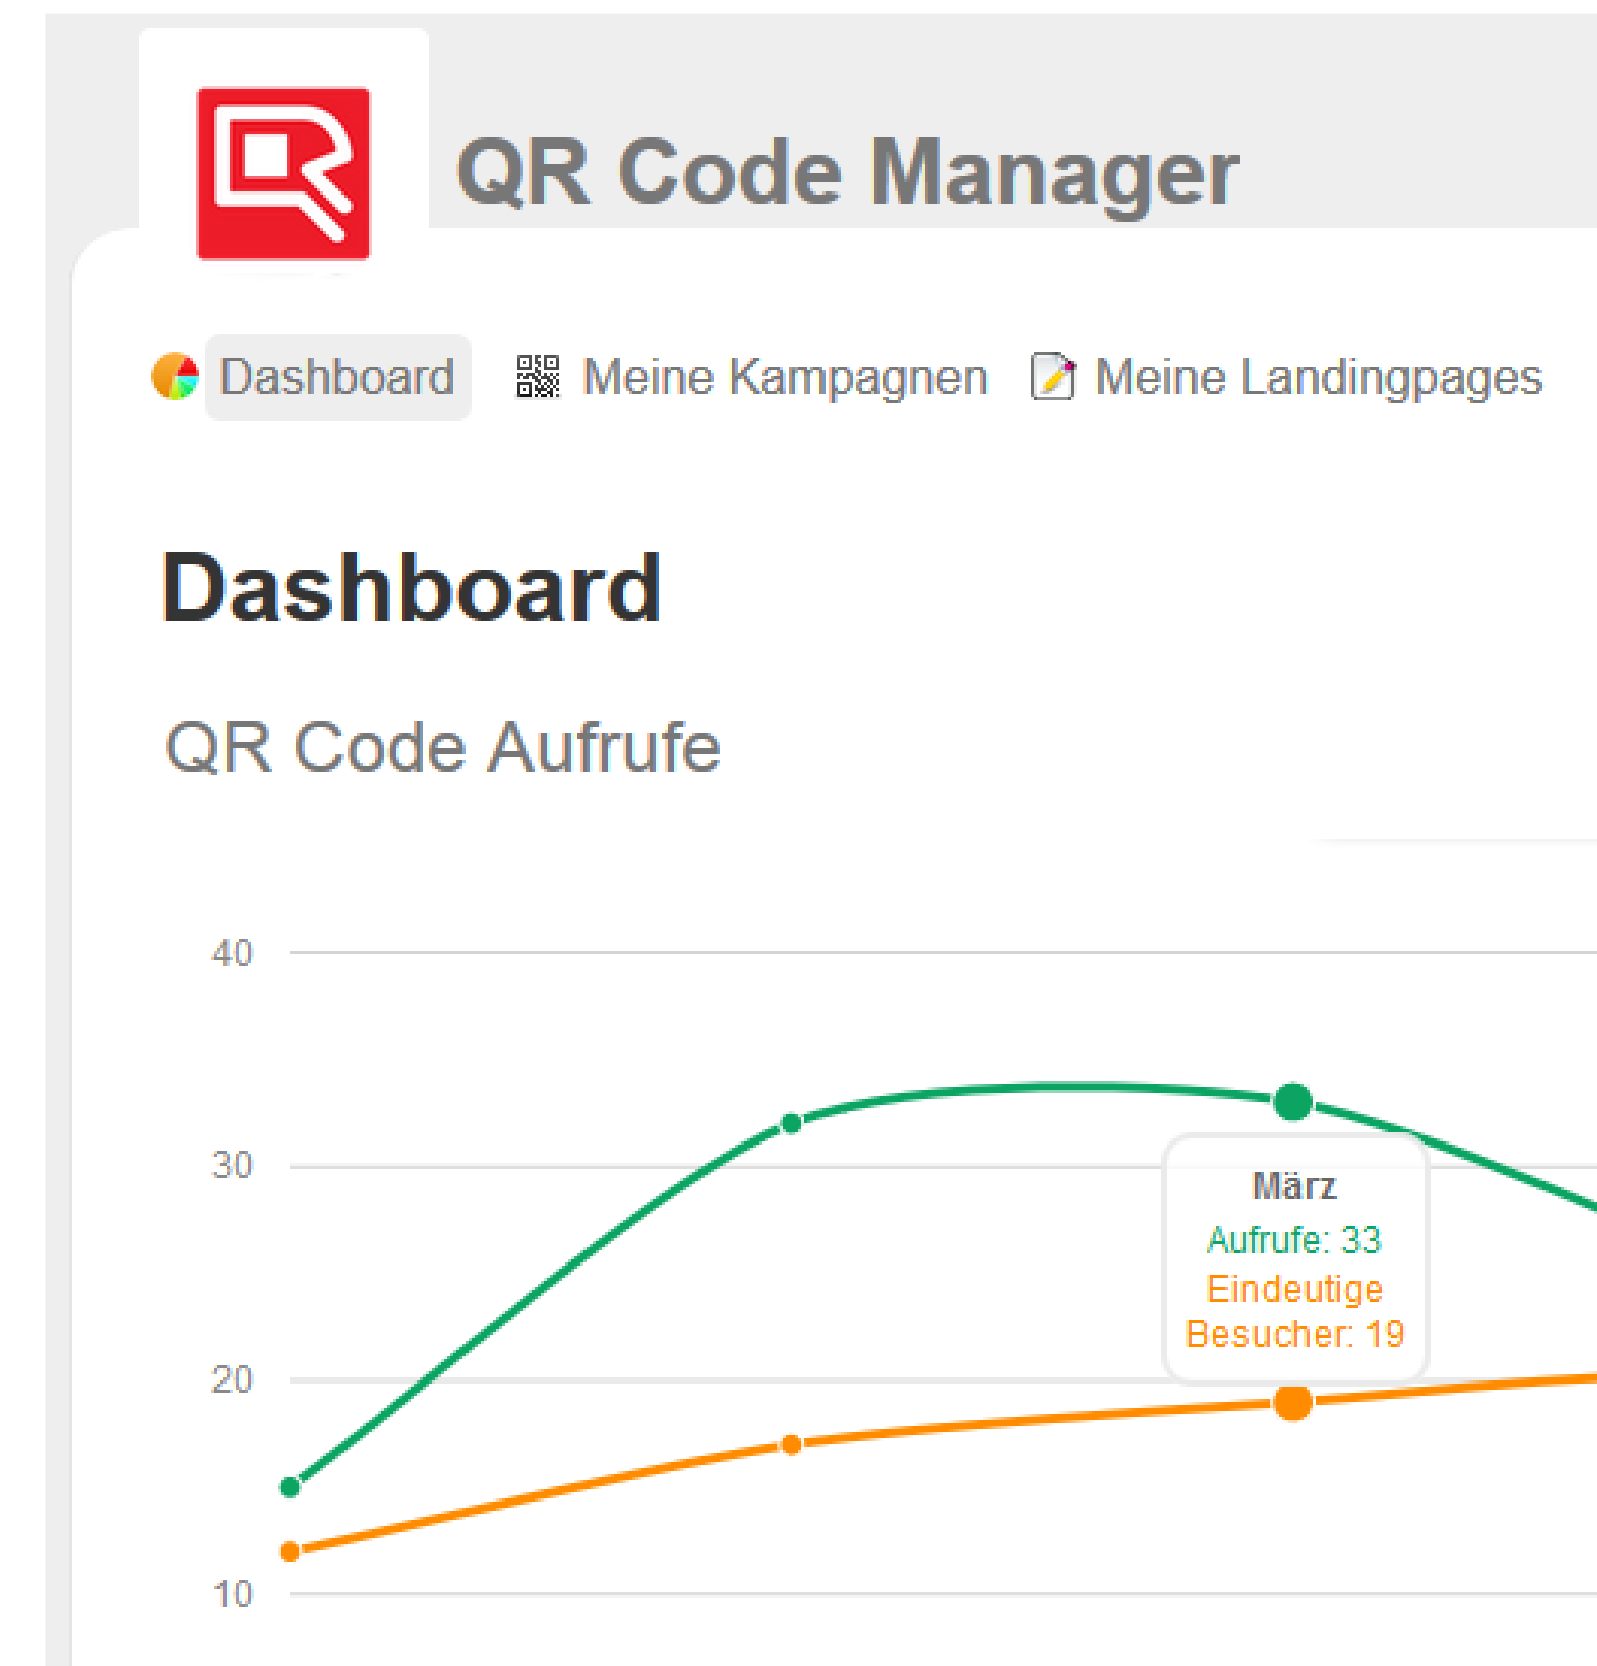 QR Code Manager
Dashboard Meine Kampagnen Meine Landingpages
Dashboard
QR Code Aufrufe
40
30
März
Aufrufe: 33
Eindeutige
Besucher: 19
20
10